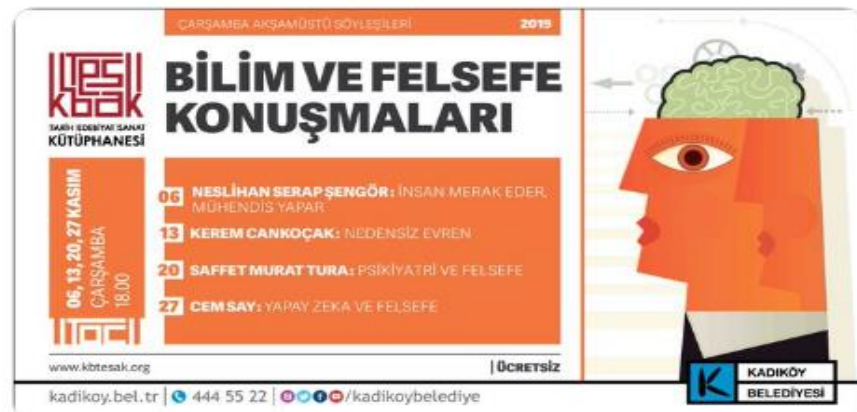 ÇARŞAMBA AKŞAMÜSTÜ SÖYLEŞİLERİ 2019
TESAK
kbak
TARİH EDEBİYAT SANAT
KÜTÜPHANESİ
BİLİM VE FELSEFE
KONUŞMALARI
06, 13, 20, 27 KASIM
ÇARŞAMBA
18.00
06 NESLİHAN SERAP ŞENGÖR: İNSAN MERAK EDER,
MÜHENDİS YAPAR
13 KEREM CANKOÇAK: NEDENSİZ EVREN
20 SAFFET MURAT TURA: PSİKİYATRİ VE FELSEFE
27 CEM SAY: YAPAY ZEKA VE FELSEFE
www.kbtesak.org | ÜCRETSİZ
kadikoy.bel.tr | 444 55 22 | /kadikoybelediye
K KADIKÖY
BELEDİYESİ